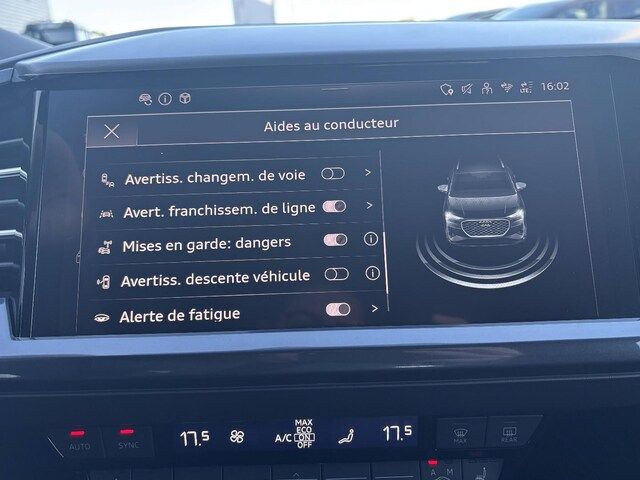 LTE 16:02
Aides au conducteur
Avertiss. changem. de voie
Avert. franchissem. de ligne
Mises en garde: dangers
Avertiss. descente véhicule
Alerte de fatigue
AUTO SYNC 17.5 A/C MAX ECO ON OFF 17.5 MAX REAR
A M